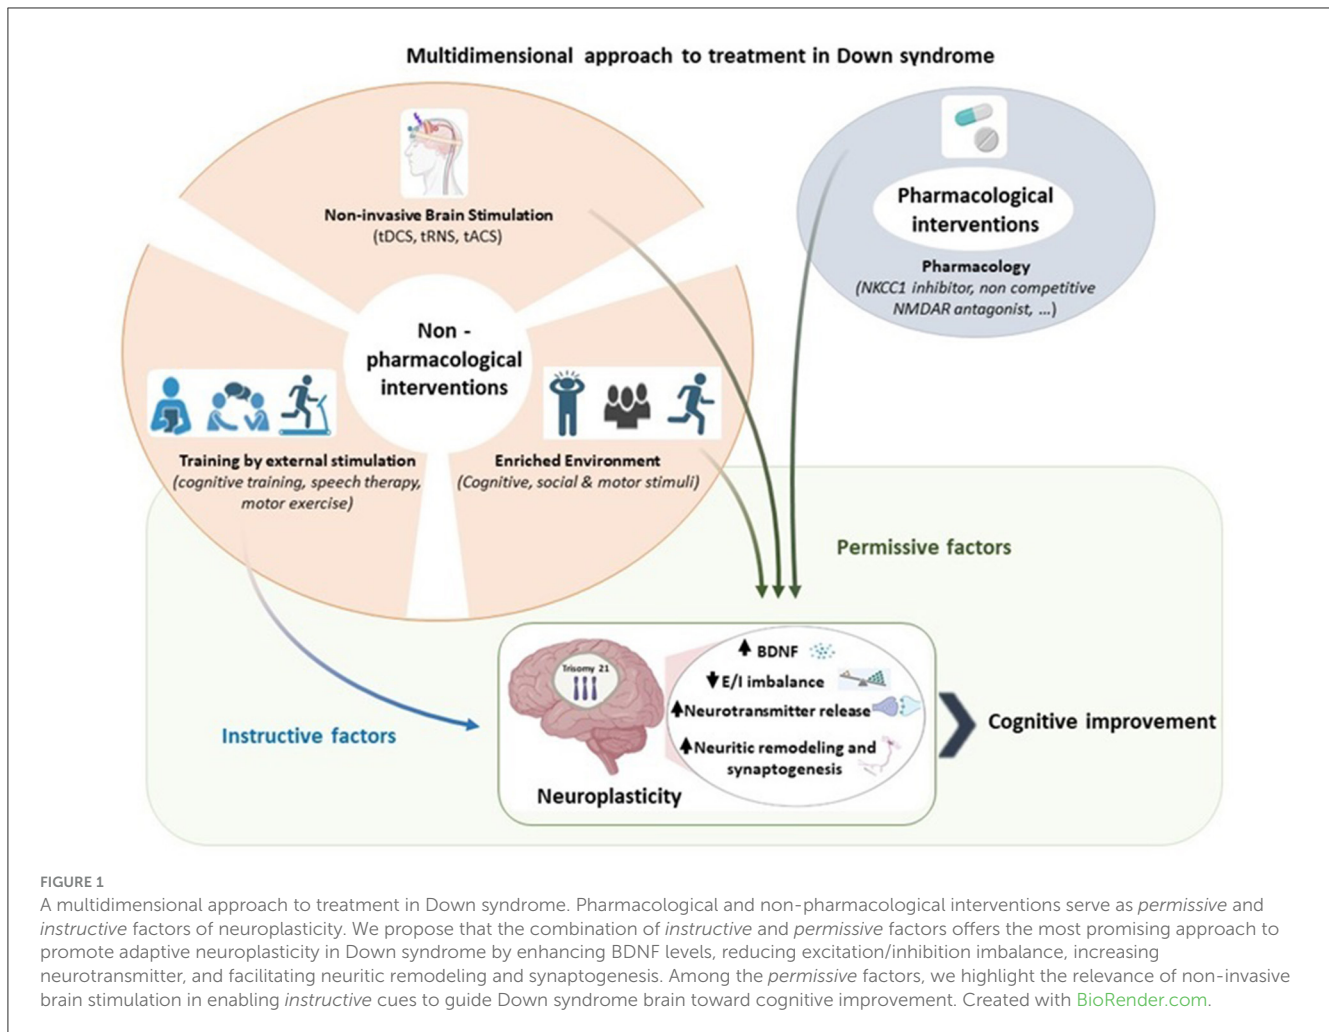 Multidimensional approach to treatment in Down syndrome
Non-invasive Brain Stimulation
(tDCS, tRNS, tACS)
Pharmacological
interventions
Pharmacology
(NKCC1 inhibitor, non competitive
NMDAR antagonist, ...)
Non -
pharmacological
interventions
Training by external stimulation
(cognitive training, speech therapy,
motor exercise)
Enriched Environment
(Cognitive, social & motor stimuli)
Permissive factors
Instructive factors
Trisomy 21
Neuroplasticity
BDNF
E/I imbalance
Neurotransmitter release
Neuritic remodeling and
synaptogenesis
Cognitive improvement
FIGURE 1
A multidimensional approach to treatment in Down syndrome. Pharmacological and non-pharmacological interventions serve as permissive and
instructive factors of neuroplasticity. We propose that the combination of instructive and permissive factors offers the most promising approach to
promote adaptive neuroplasticity in Down syndrome by enhancing BDNF levels, reducing excitation/inhibition imbalance, increasing
neurotransmitter, and facilitating neuritic remodeling and synaptogenesis. Among the permissive factors, we highlight the relevance of non-invasive
brain stimulation in enabling instructive cues to guide Down syndrome brain toward cognitive improvement. Created with BioRender.com.